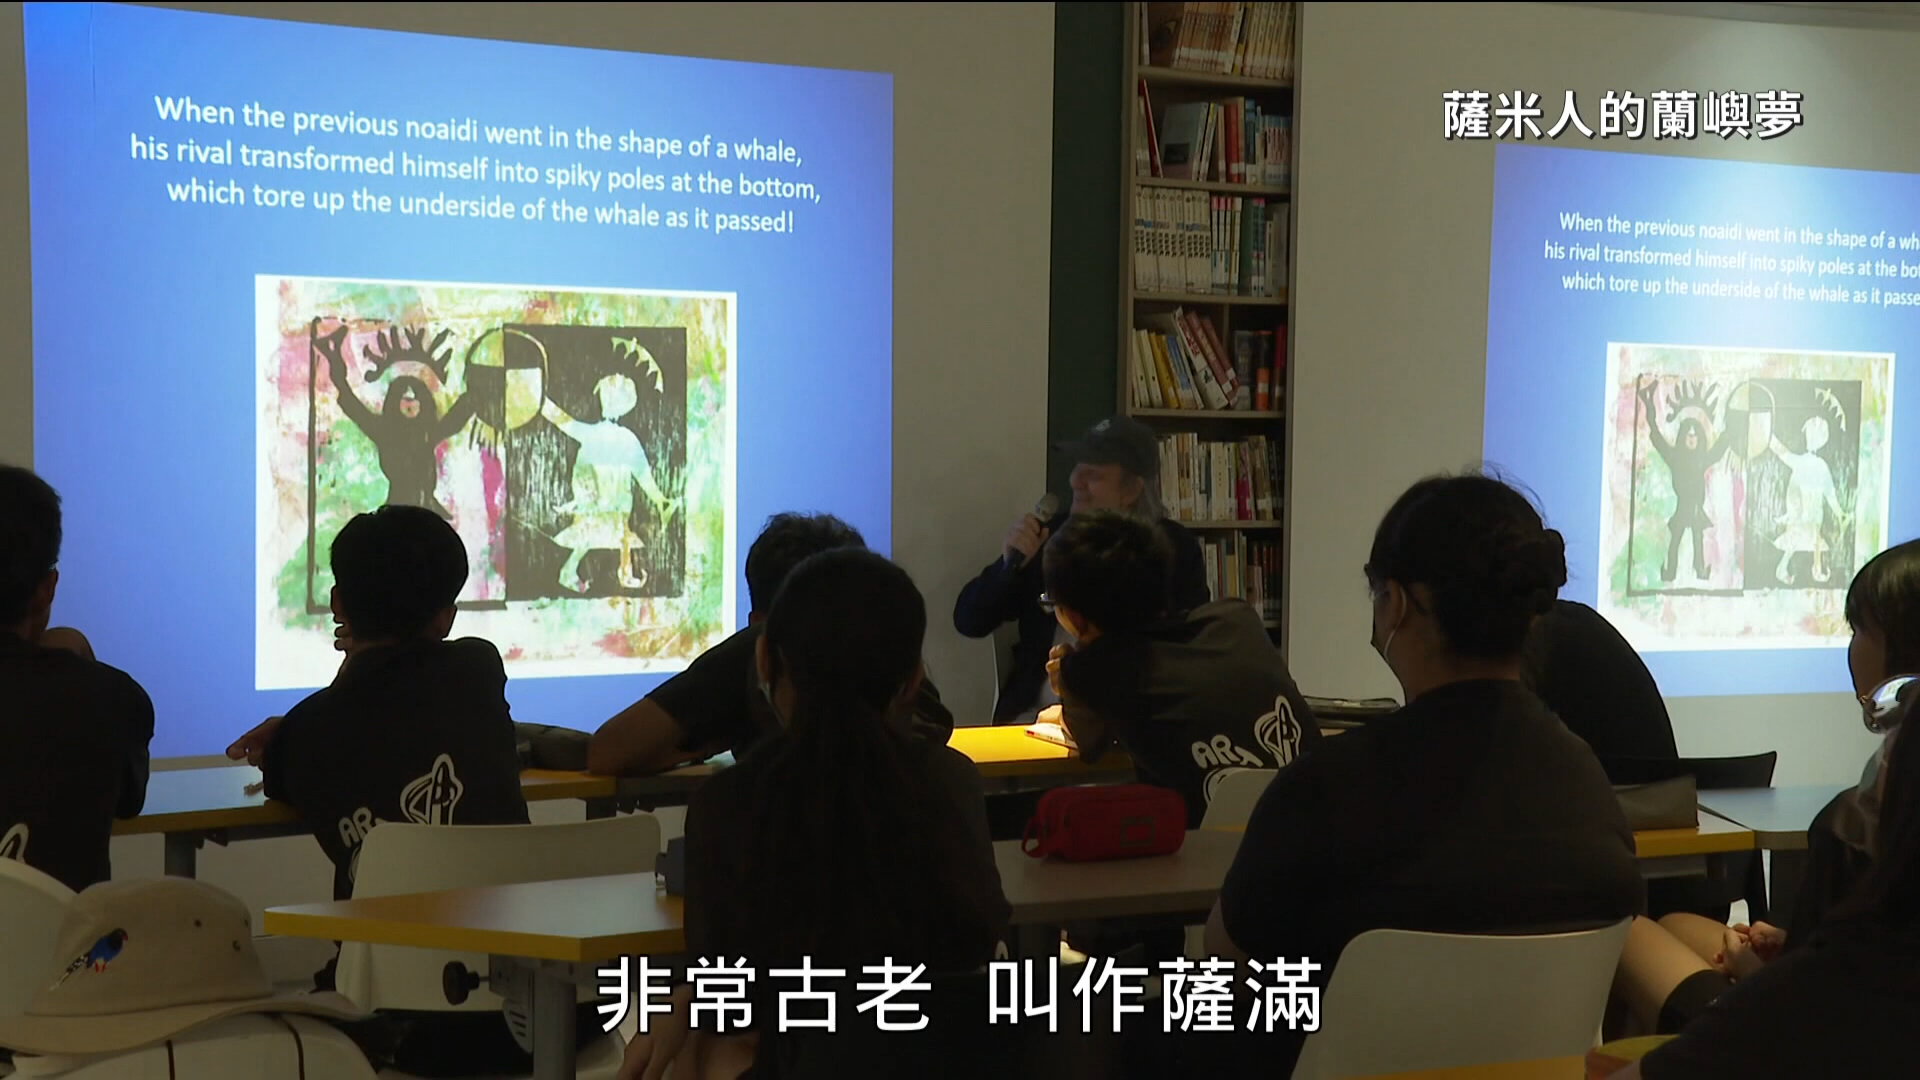 When the previous noaidi went in the shape of a whale,
his rival transformed himself into spiky poles at the bottom,
which tore up the underside of the whale as it passed!
薩米人的蘭嶼夢
When the previous noaidi went in the shape of a wh
his rival transformed himself into spiky poles at the bot
which tore up the underside of the whale as it passe
AR
AR
非常古老 叫作薩滿